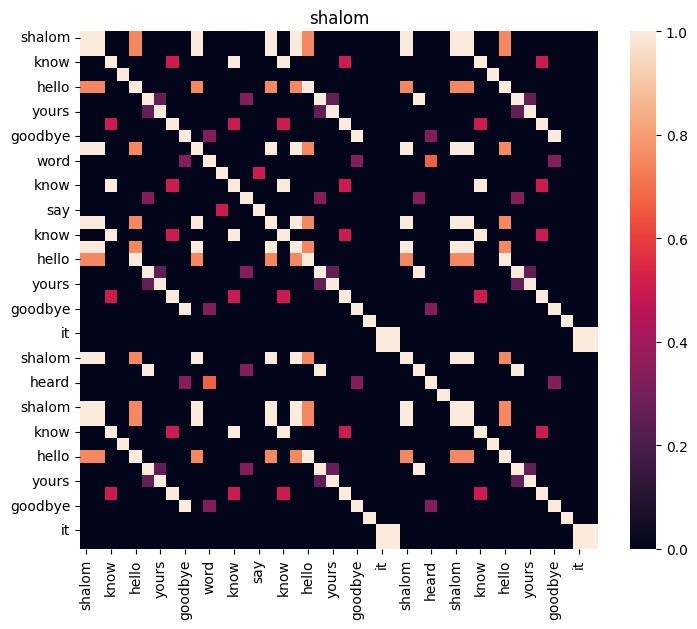 shalom
shalom
know
hello
yours
goodbye
word
know
say
know
hello
yours
goodbye
it
shalom
heard
shalom
know
hello
yours
goodbye
it
shalom know hello yours goodbye word know say know hello yours goodbye it shalom heard shalom know hello yours goodbye it
1.0
0.8
0.6
0.4
0.2
0.0